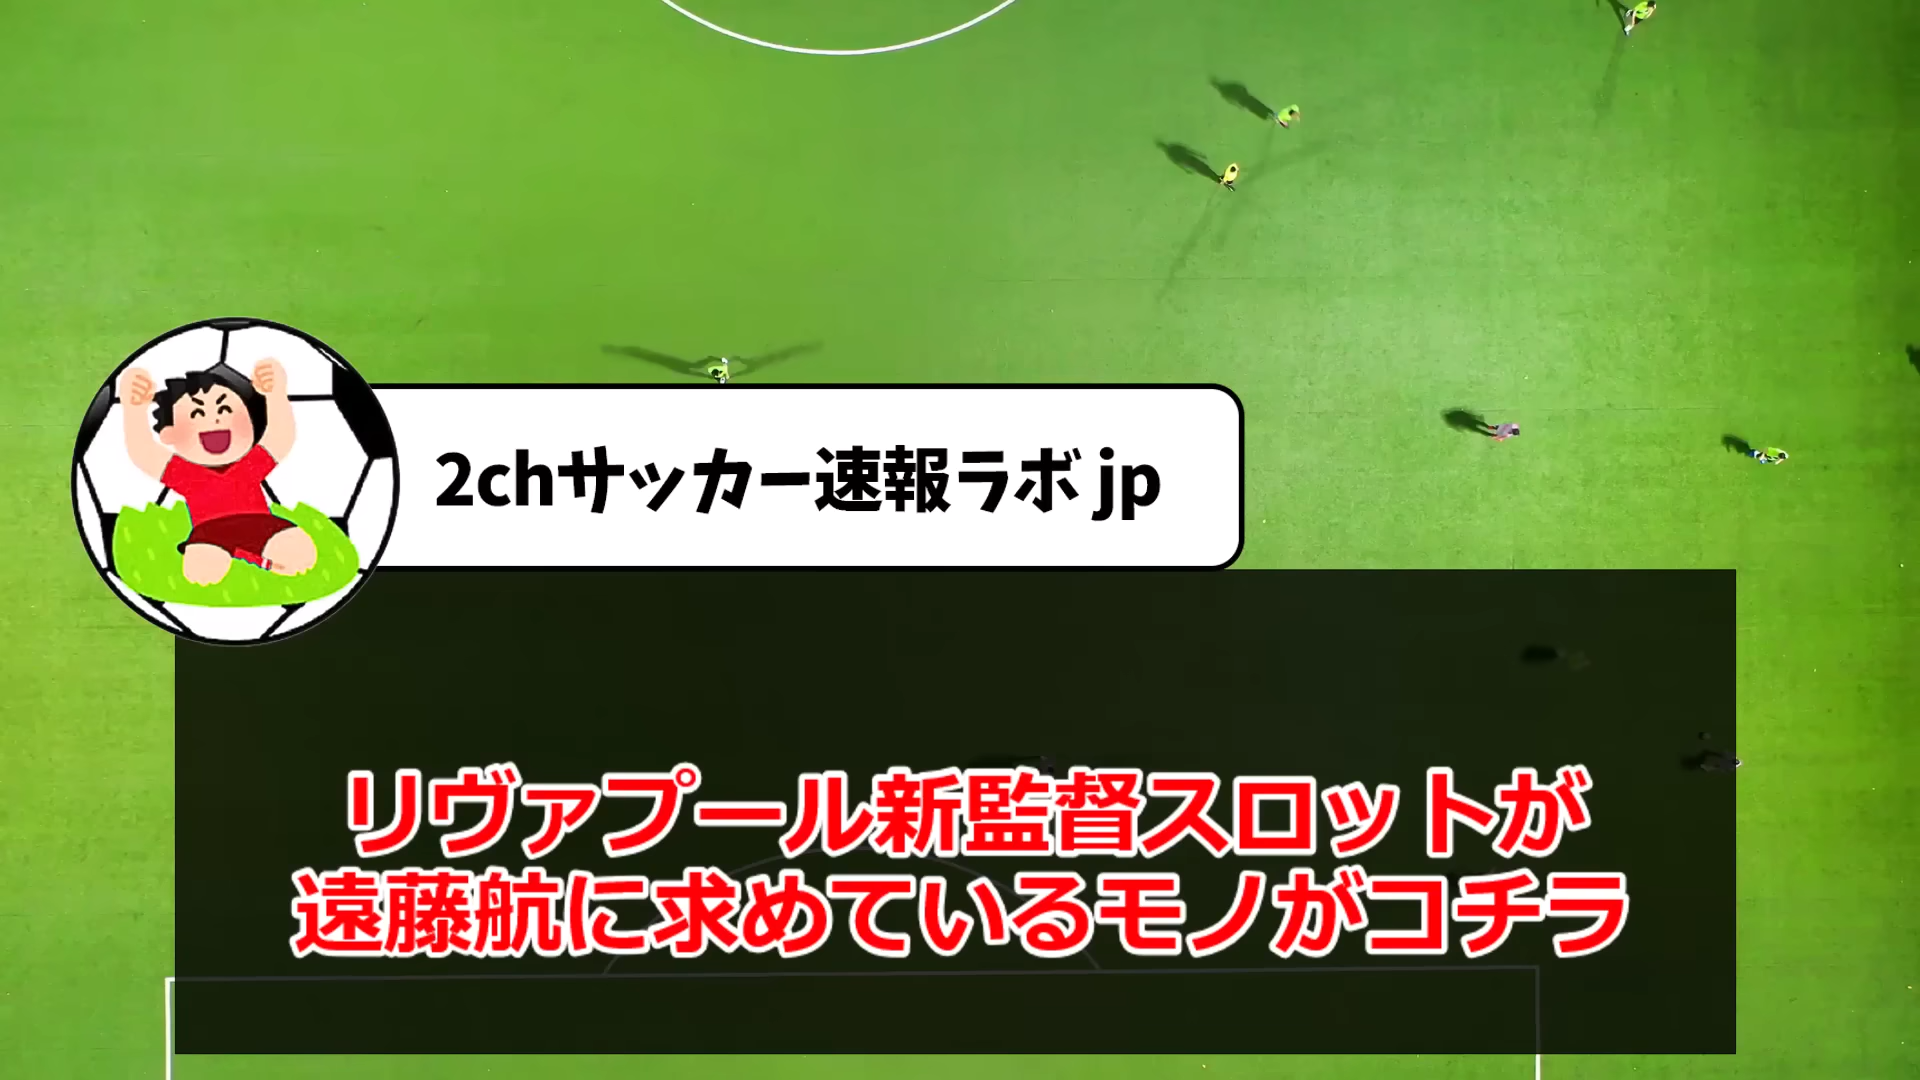 2chサッカー速報ラボ jp
リヴァプール新監督スロットが
遠藤航に求めているモノがコチラ